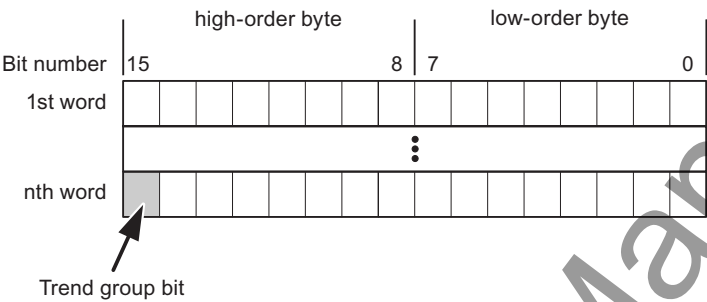 high-order byte low-order byte
Bit number 15 8 7 0
1st word
nth word
Trend group bit